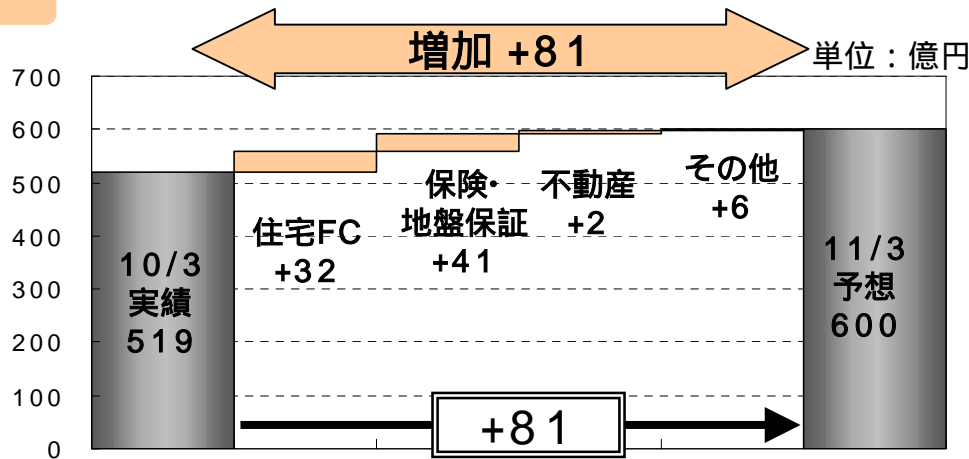 増加 +81
単位：億円
700
600
500
400
300
200
100
0
10/3
実績
519
住宅FC
+32
保険・
地盤保証
+41
不動産
+2
その他
+6
11/3
予想
600
+81